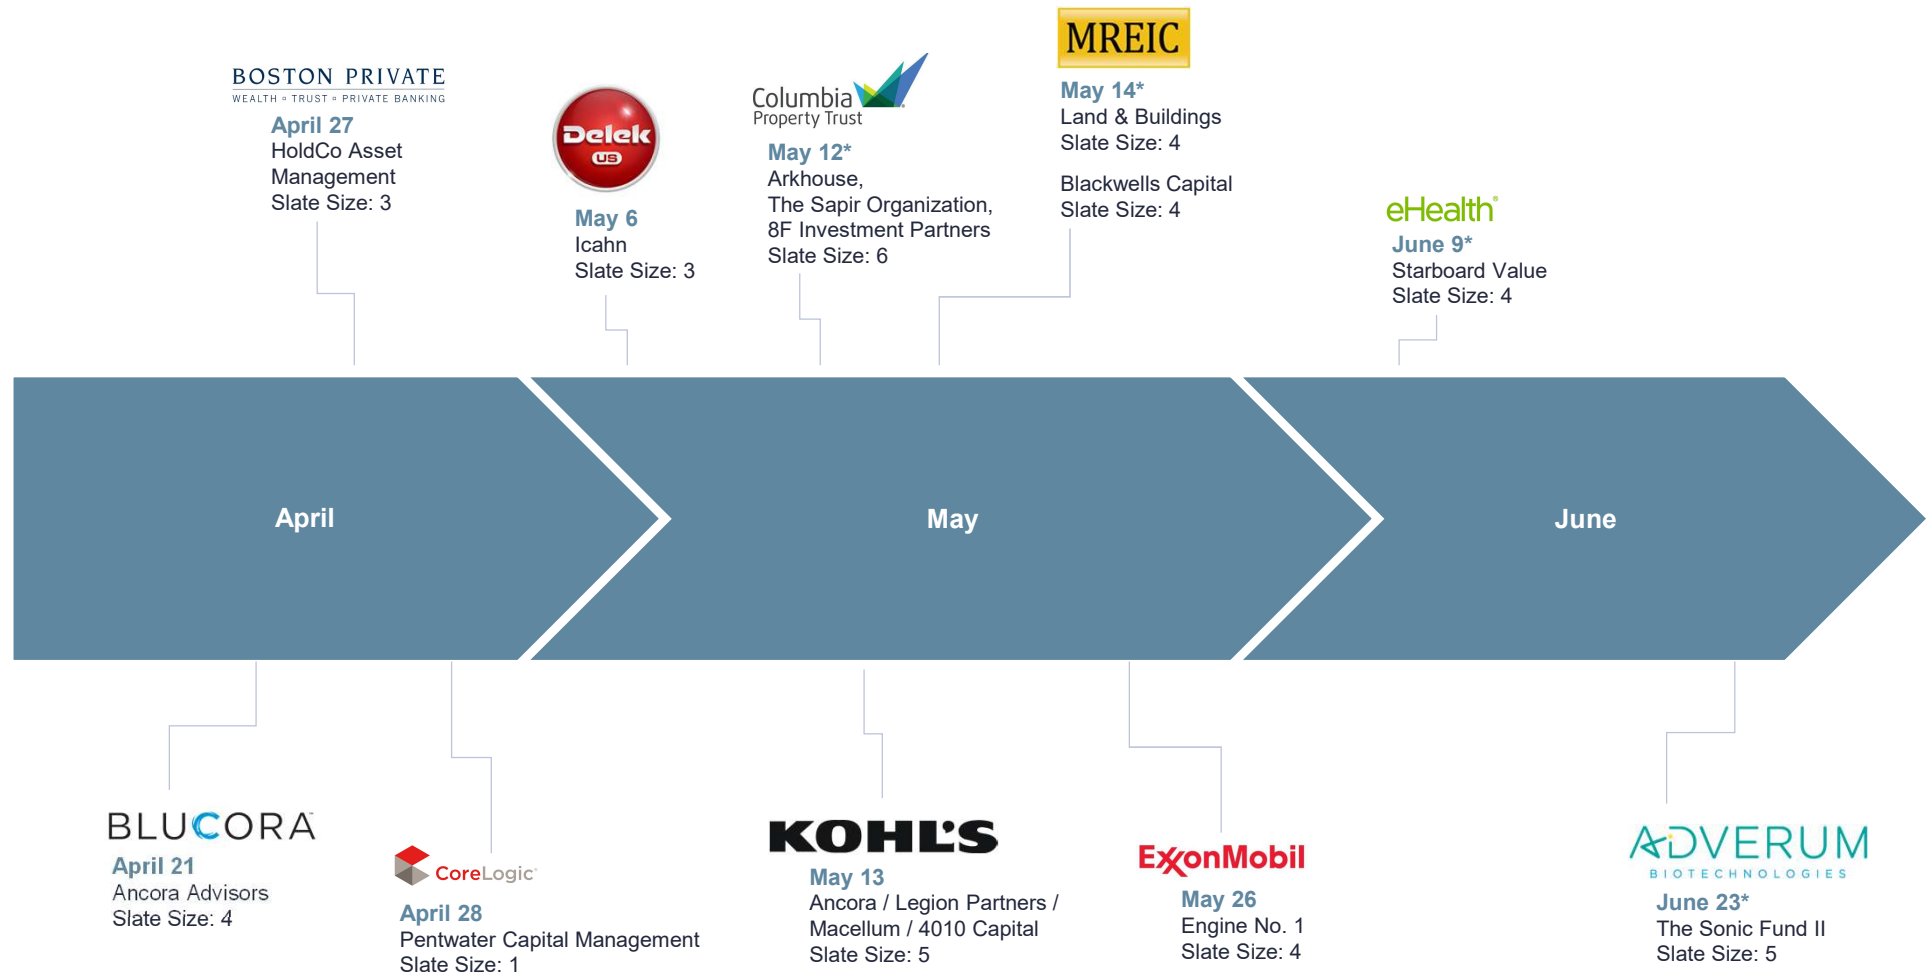 BOSTON PRIVATE
WEALTH ▫ TRUST ▫ PRIVATE BANKING
April 27
HoldCo Asset
Management
Slate Size: 3
Delek
US
May 6
Icahn
Slate Size: 3
Columbia
Property Trust
May 12*
Arkhouse,
The Sapir Organization,
8F Investment Partners
Slate Size: 6
MREIC
May 14*
Land & Buildings
Slate Size: 4
Blackwells Capital
Slate Size: 4
eHealth®
June 9*
Starboard Value
Slate Size: 4
April
May
June
BLUCORA™
April 21
Ancora Advisors
Slate Size: 4
CoreLogic
April 28
Pentwater Capital Management
Slate Size: 1
KOHL'S
May 13
Ancora / Legion Partners /
Macellum / 4010 Capital
Slate Size: 5
ExxonMobil
May 26
Engine No. 1
Slate Size: 4
ADVERUM
BIOTECHNOLOGIES
June 23*
The Sonic Fund II
Slate Size: 5